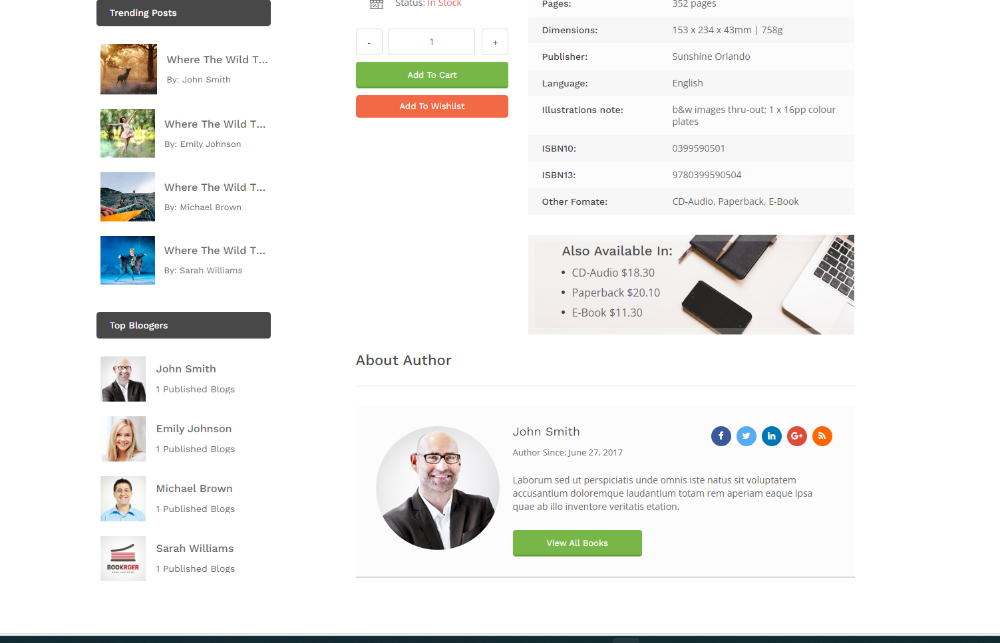 Trending Posts
Where The Wild T...
By: John Smith
Where The Wild T...
By: Emily Johnson
Where The Wild T...
By: Michael Brown
Where The Wild T...
By: Sarah Williams
Top Bloogers
John Smith
1 Published Blogs
Emily Johnson
1 Published Blogs
Michael Brown
1 Published Blogs
BOOKRGER
Sarah Williams
1 Published Blogs
Status: In Stock
- 1 +
Add To Cart
Add To Wishlist
Pages: 352 pages
Dimensions: 153 x 234 x 43mm | 758g
Publisher: Sunshine Orlando
Language: English
Illustrations note: b&w images thru-out; 1 x 16pp colour
plates
ISBN10: 0399590501
ISBN13: 9780399590504
Other Fomate: CD-Audio, Paperback, E-Book
Also Available In:
• CD-Audio $18.30
• Paperback $20.10
• E-Book $11.30
About Author
John Smith
Author Since: June 27, 2017
Laborum sed ut perspiciatis unde omnis iste natus sit voluptatem
accusantium doloremque laudantium totam rem aperiam eaque ipsa
quae ab illo inventore veritatis etation.
View All Books